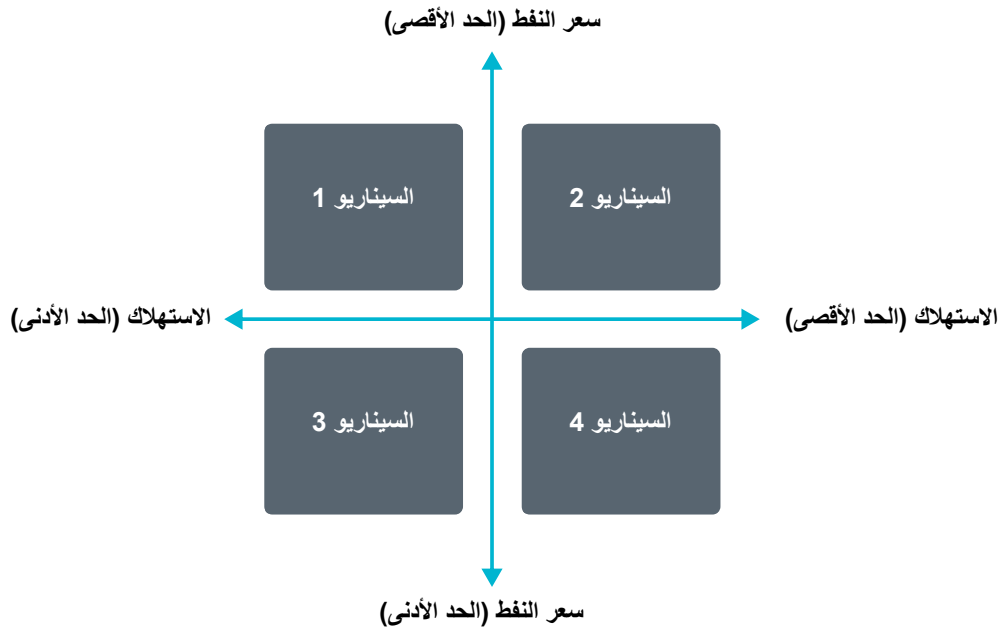 سعر النفط (الحد الأقصى)
السيناريو 1
السيناريو 2
الاستهلاك (الحد الأدنى)
الاستهلاك (الحد الأقصى)
السيناريو 3
السيناريو 4
سعر النفط (الحد الأدنى)